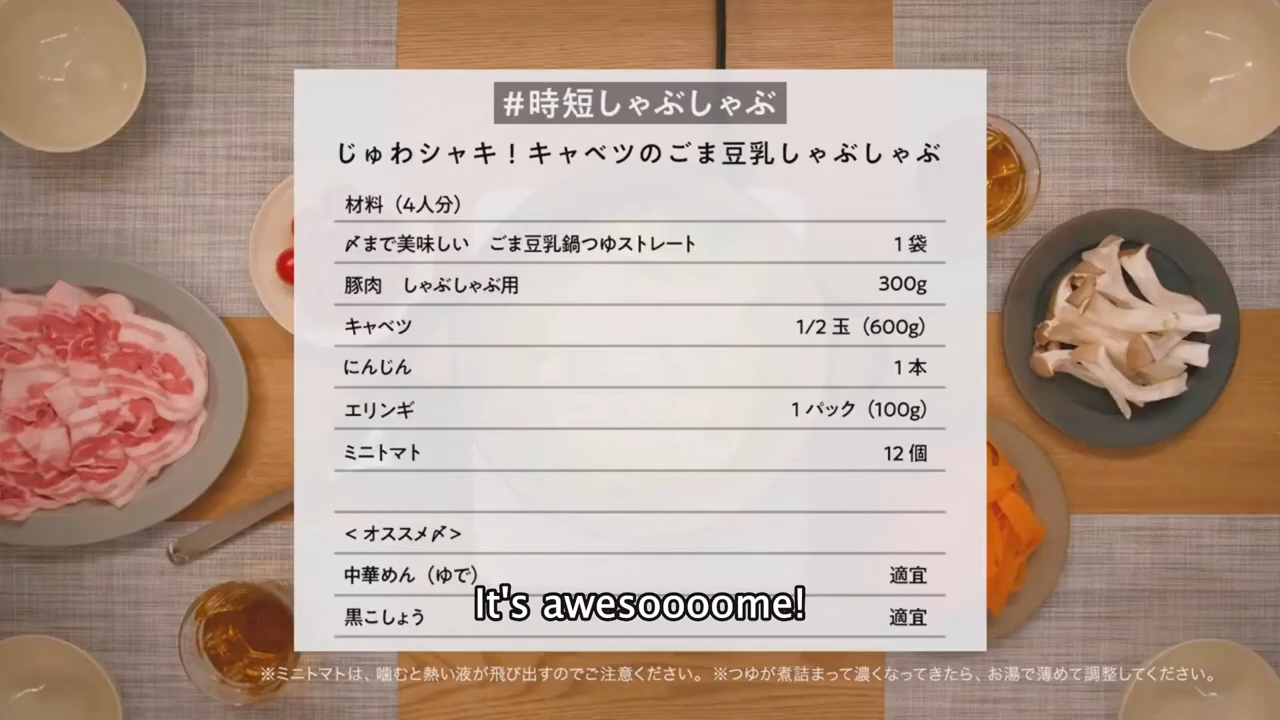 #時短しゃぶしゃぶ
じゅわシャキ！キャベツのごま豆乳しゃぶしゃぶ
材料（4人分）
〆まで美味しい　ごま豆乳鍋つゆストレート　1袋
豚肉　しゃぶしゃぶ用　300g
キャベツ　1/2玉（600g）
にんじん　1本
エリンギ　1パック（100g）
ミニトマト　12個
＜オススメ〆＞
中華めん（ゆで）　適宜
黒こしょう　適宜
It's awesoooome!
※ミニトマトは、噛むと熱い液が飛び出すのでご注意ください。 ※つゆが煮詰まって濃くなってきたら、お湯で薄めて調整してください。